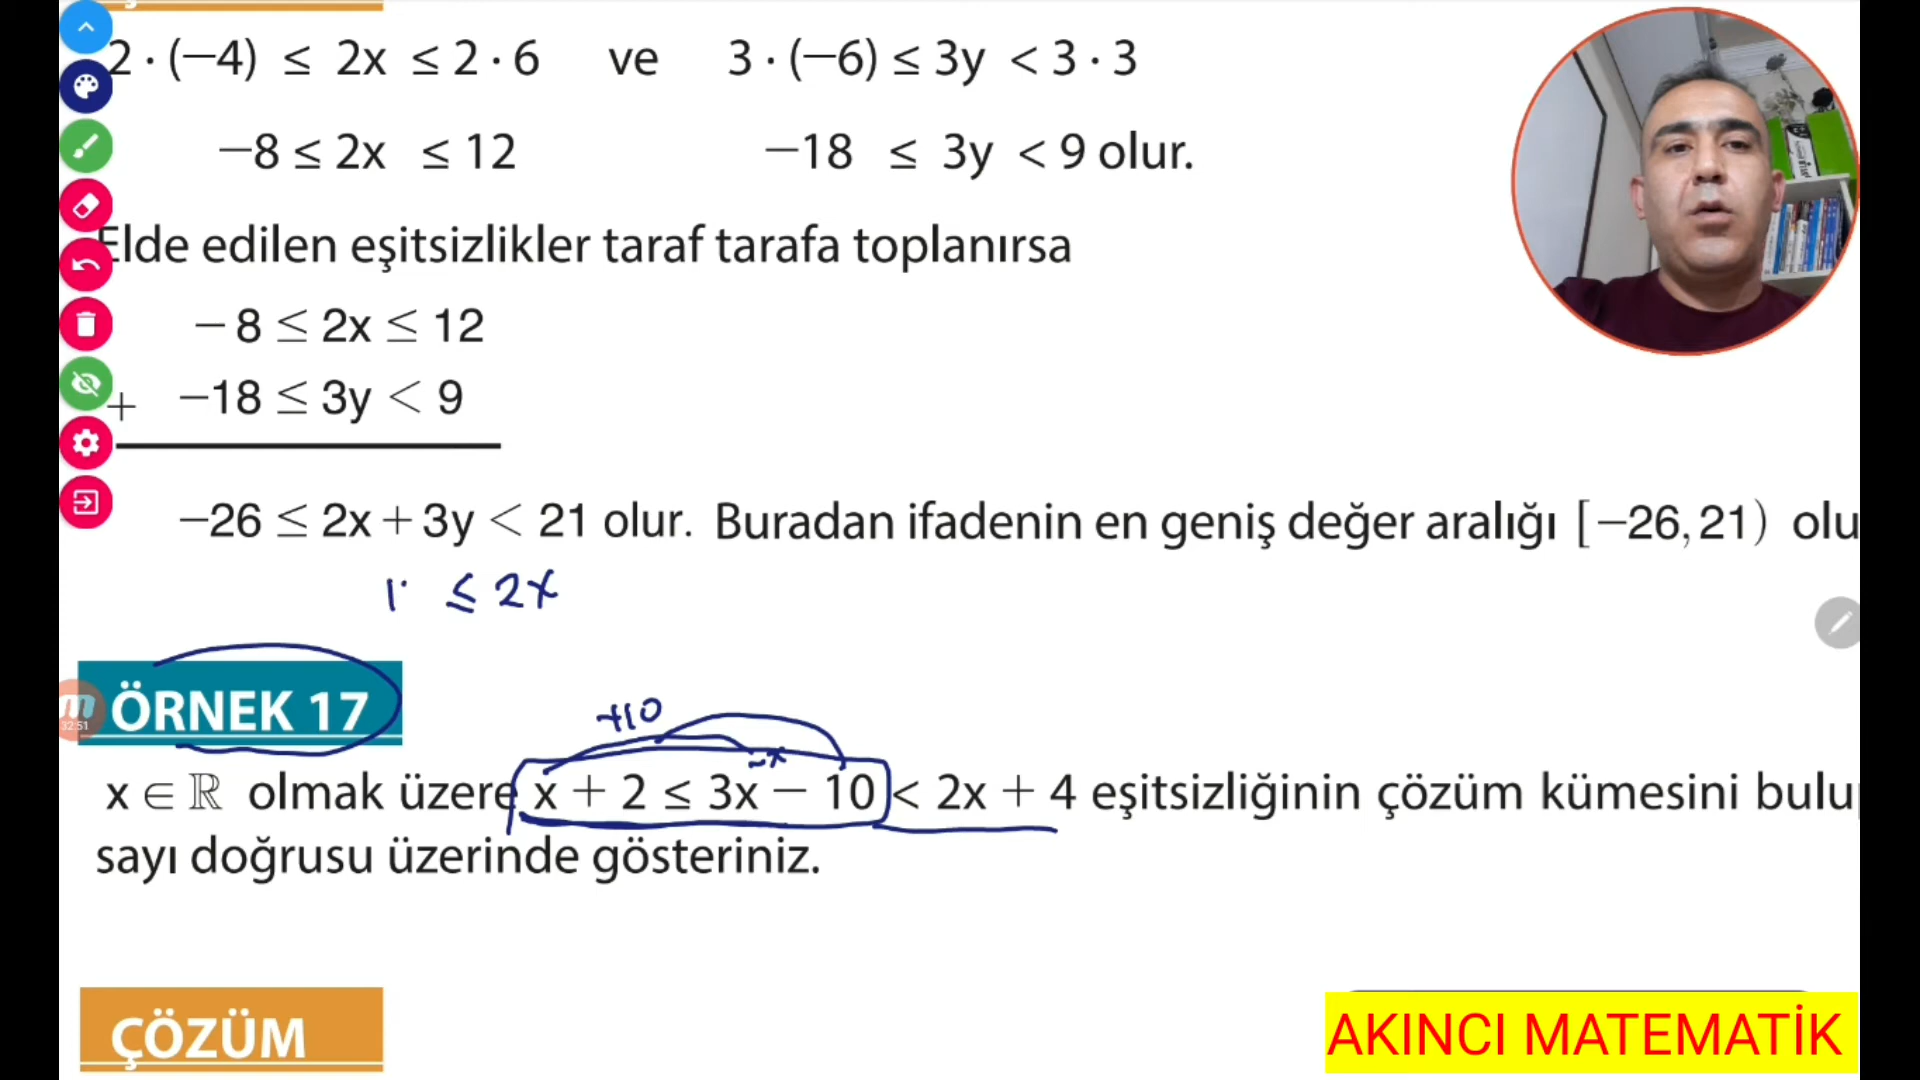 2 · (−4) ≤ 2x ≤ 2 · 6 ve 3 · (−6) ≤ 3y < 3 · 3
−8 ≤ 2x ≤ 12 −18 ≤ 3y < 9 olur.
Elde edilen eşitsizlikler taraf tarafa toplanırsa
− 8 ≤ 2x ≤ 12
+ −18 ≤ 3y < 9
−26 ≤ 2x + 3y < 21 olur. Buradan ifadenin en geniş değer aralığı [−26, 21) olu
≤ 2x
ÖRNEK 17
32:51
+10
-x
x ∈ ℝ olmak üzere x + 2 ≤ 3x − 10 < 2x + 4 eşitsizliğinin çözüm kümesini bulup
sayı doğrusu üzerinde gösteriniz.
ÇÖZÜM
AKINCI MATEMATİK